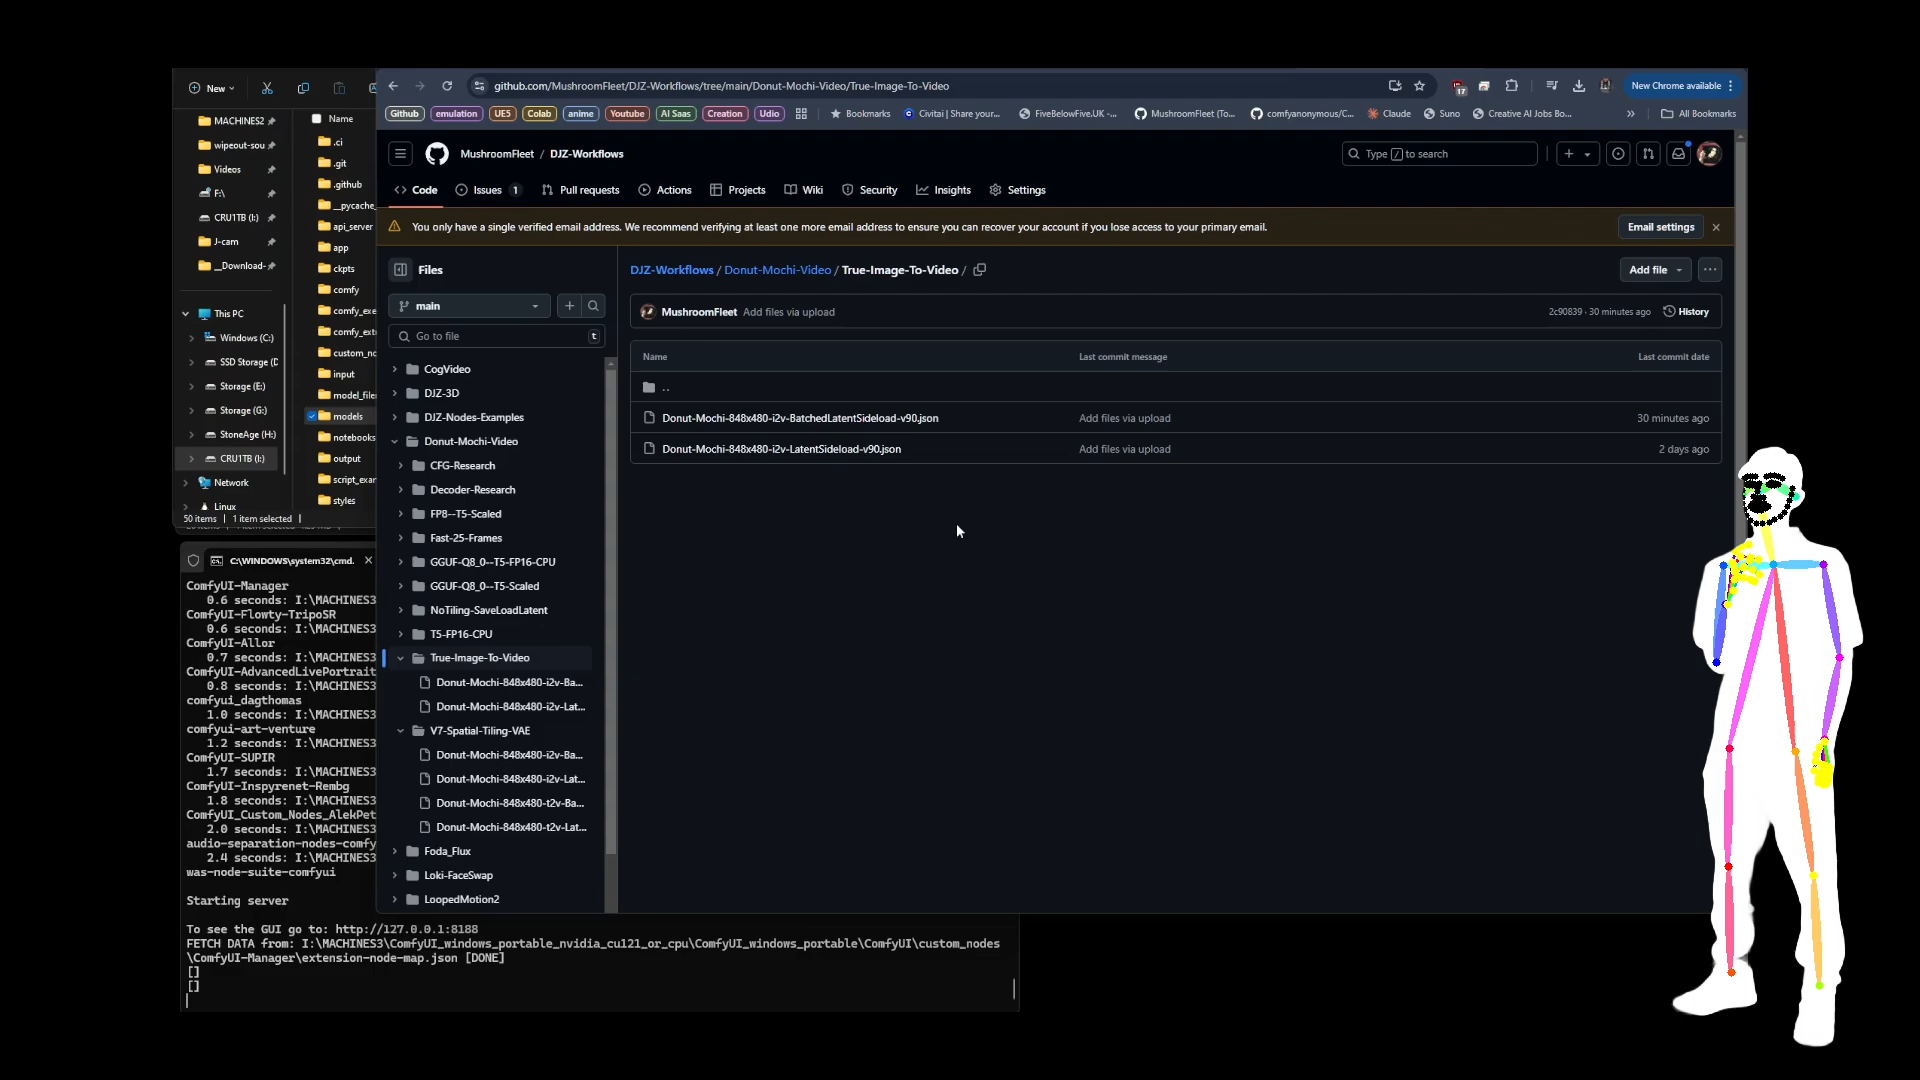 New
MACHINES2
wipeout-sou
Videos
F:\
CRU1TB (I:)
J-cam
__Download-
This PC
Windows (C:)
SSD Storage (D
Storage (E:)
Storage (G:)
StoneAge (H:)
CRU1TB (I:)
Network
Linux
50 items
1 item selected
Name
.ci
.git
.github
__pycache_
api_server
app
ckpts
comfy
comfy_exe
comfy_ext
custom_no
input
model_file
models
notebooks
output
script_exar
styles
github.com/MushroomFleet/DJZ-Workflows/tree/main/Donut-Mochi-Video/True-Image-To-Video
17
New Chrome available
Github
emulation
UE5
Colab
anime
Youtube
AI Saas
Creation
Udio
Bookmarks
Civitai | Share your...
FiveBelowFive.UK -...
MushroomFleet (To...
comfyanonymous/C...
Claude
Suno
Creative AI Jobs Bo...
»
All Bookmarks
MushroomFleet / DJZ-Workflows
Type / to search
Code
Issues 1
Pull requests
Actions
Projects
Wiki
Security
Insights
Settings
You only have a single verified email address. We recommend verifying at least one more email address to ensure you can recover your account if you lose access to your primary email.
Email settings
Files
main
Go to file
t
CogVideo
DJZ-3D
DJZ-Nodes-Examples
Donut-Mochi-Video
CFG-Research
Decoder-Research
FP8--T5-Scaled
Fast-25-Frames
GGUF-Q8_0--T5-FP16-CPU
GGUF-Q8_0--T5-Scaled
NoTiling-SaveLoadLatent
T5-FP16-CPU
True-Image-To-Video
Donut-Mochi-848x480-i2v-Ba...
Donut-Mochi-848x480-i2v-Lat...
V7-Spatial-Tiling-VAE
Donut-Mochi-848x480-i2v-Ba...
Donut-Mochi-848x480-i2v-Lat...
Donut-Mochi-848x480-t2v-Ba...
Donut-Mochi-848x480-t2v-Lat...
Foda_Flux
Loki-FaceSwap
LoopedMotion2
DJZ-Workflows / Donut-Mochi-Video / True-Image-To-Video /
Add file
MushroomFleet Add files via upload
2c90839 · 30 minutes ago
History
Name
Last commit message
Last commit date
..
Donut-Mochi-848x480-i2v-BatchedLatentSideload-v90.json
Add files via upload
30 minutes ago
Donut-Mochi-848x480-i2v-LatentSideload-v90.json
Add files via upload
2 days ago
C:\WINDOWS\system32\cmd.
ComfyUI-Manager
0.6 seconds: I:\MACHINES3
ComfyUI-Flowty-TripoSR
0.6 seconds: I:\MACHINES3
ComfyUI-Allor
0.7 seconds: I:\MACHINES3
ComfyUI-AdvancedLivePortrait
0.8 seconds: I:\MACHINES3
comfyui_dagthomas
1.0 seconds: I:\MACHINES3
comfyui-art-venture
1.2 seconds: I:\MACHINES3
ComfyUI-SUPIR
1.7 seconds: I:\MACHINES3
ComfyUI-Inspyrenet-Rembg
1.8 seconds: I:\MACHINES3
ComfyUI_Custom_Nodes_AlekPet
2.0 seconds: I:\MACHINES3
audio-separation-nodes-comfy
2.4 seconds: I:\MACHINES3
was-node-suite-comfyui
Starting server
To see the GUI go to: http://127.0.0.1:8188
FETCH DATA from: I:\MACHINES3\ComfyUI_windows_portable_nvidia_cu121_or_cpu\ComfyUI_windows_portable\ComfyUI\custom_nodes
\ComfyUI-Manager\extension-node-map.json [DONE]
[]
[]